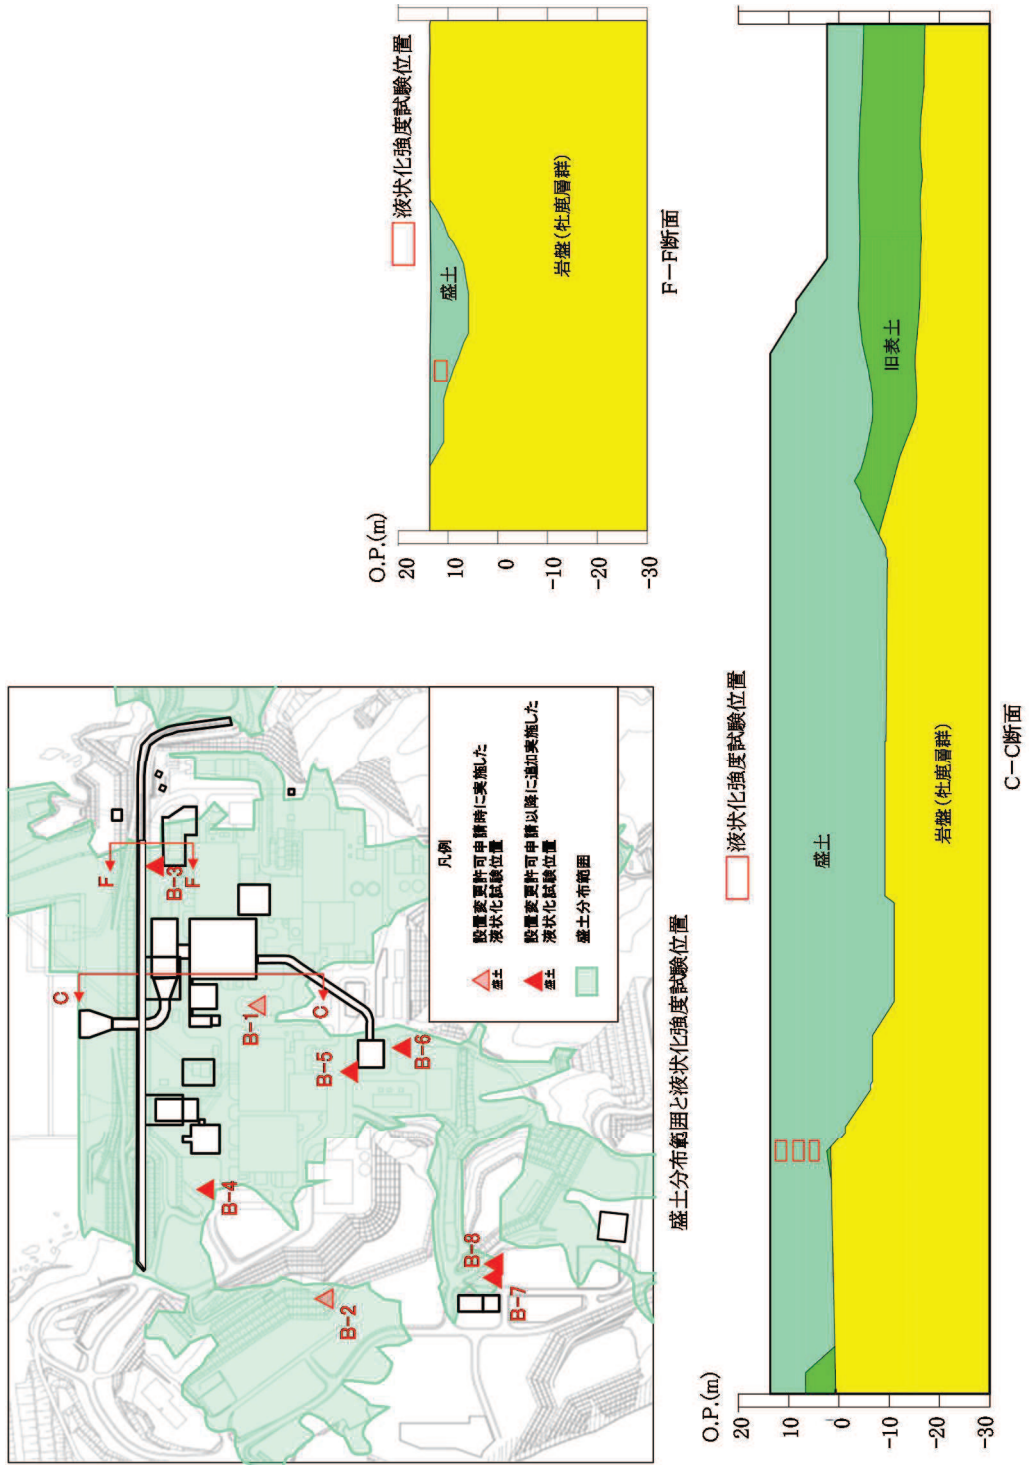 F
F
C
C
B-1
B-2
B-3
B-4
B-5
B-6
B-7
B-8
凡例
盛土
設置変更許可申請時に実施した
液状化試験位置
盛土
設置変更許可申請以降に追加実施した
液状化試験位置
盛土分布範囲
盛土分布範囲と液状化強度試験位置
液状化強度試験位置
O.P.(m)
20
10
0
-10
-20
-30
盛土
岩盤(牡鹿層群)
F-F断面
液状化強度試験位置
O.P.(m)
20
10
0
-10
-20
-30
盛土
旧表土
岩盤(牡鹿層群)
C-C断面